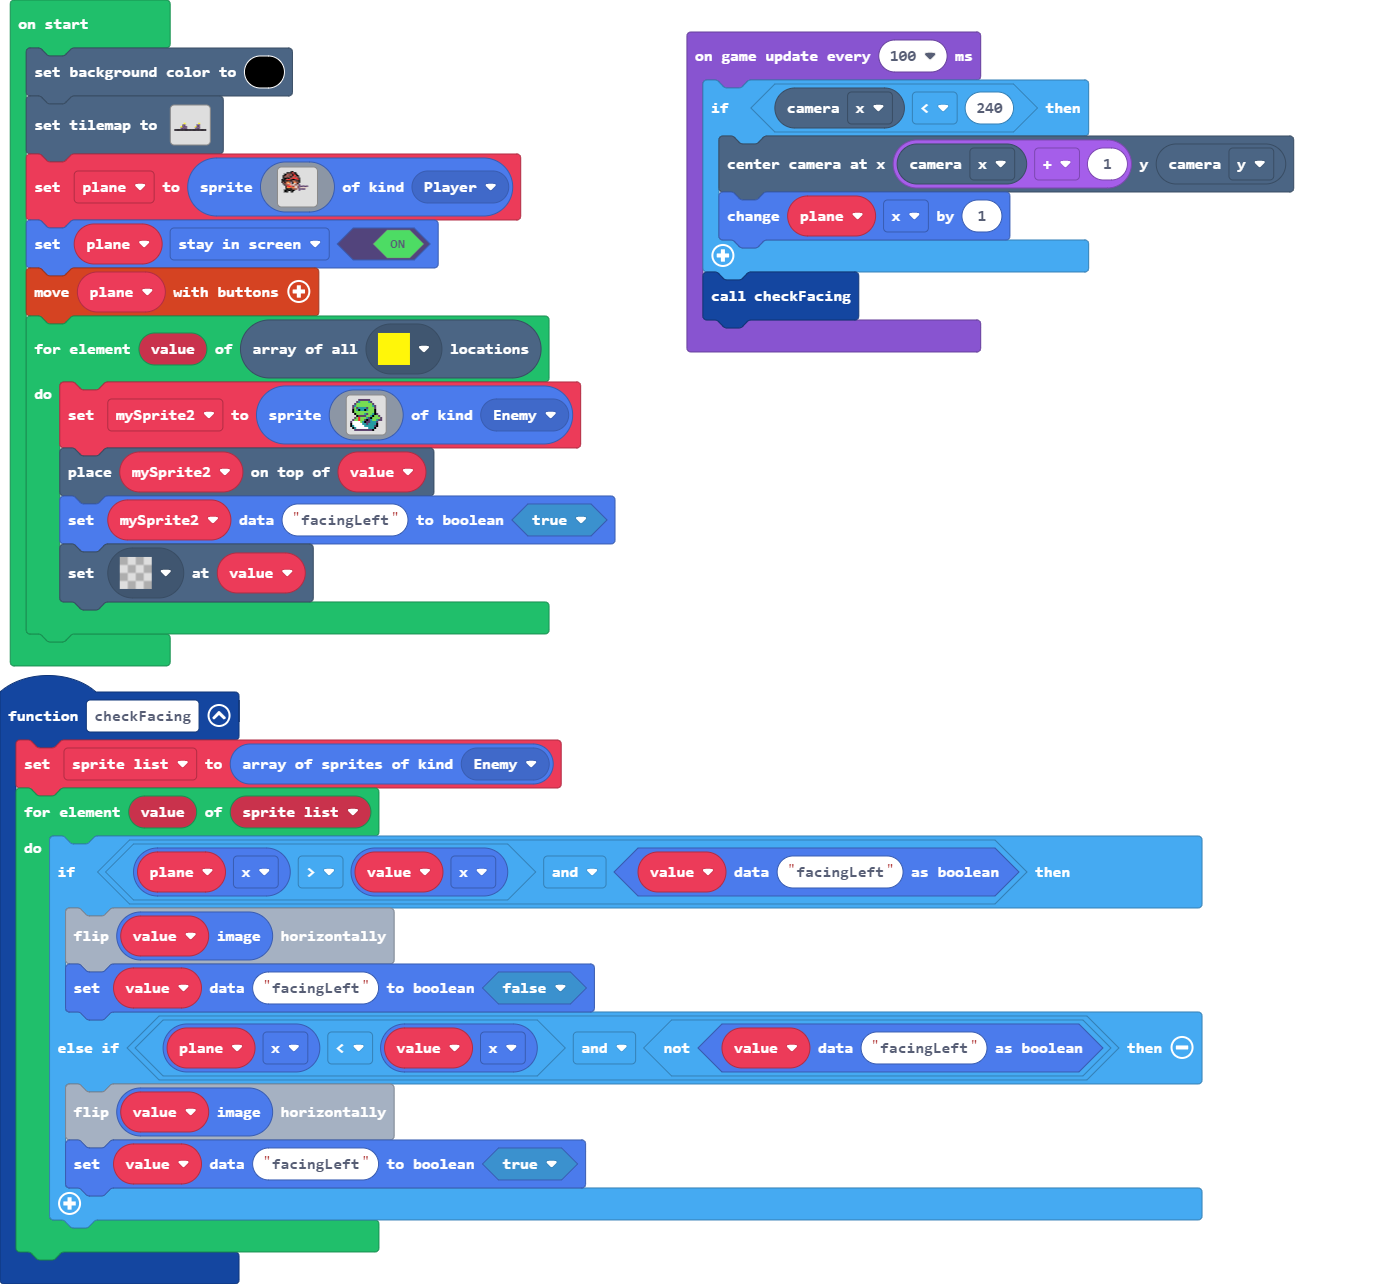 on start
set background color to
set tilemap to
set plane to sprite of kind Player
set plane stay in screen ON
move plane with buttons
for element value of array of all locations
do
set mySprite2 to sprite of kind Enemy
place mySprite2 on top of value
set mySprite2 data "facingLeft" to boolean true
set at value
on game update every 100 ms
if camera x < 240 then
center camera at x camera x + 1 y camera y
change plane x by 1
call checkFacing
function checkFacing
set sprite list to array of sprites of kind Enemy
for element value of sprite list
do
if plane x > value x and value data "facingLeft" as boolean then
flip value image horizontally
set value data "facingLeft" to boolean false
else if plane x < value x and not value data "facingLeft" as boolean then
flip value image horizontally
set value data "facingLeft" to boolean true